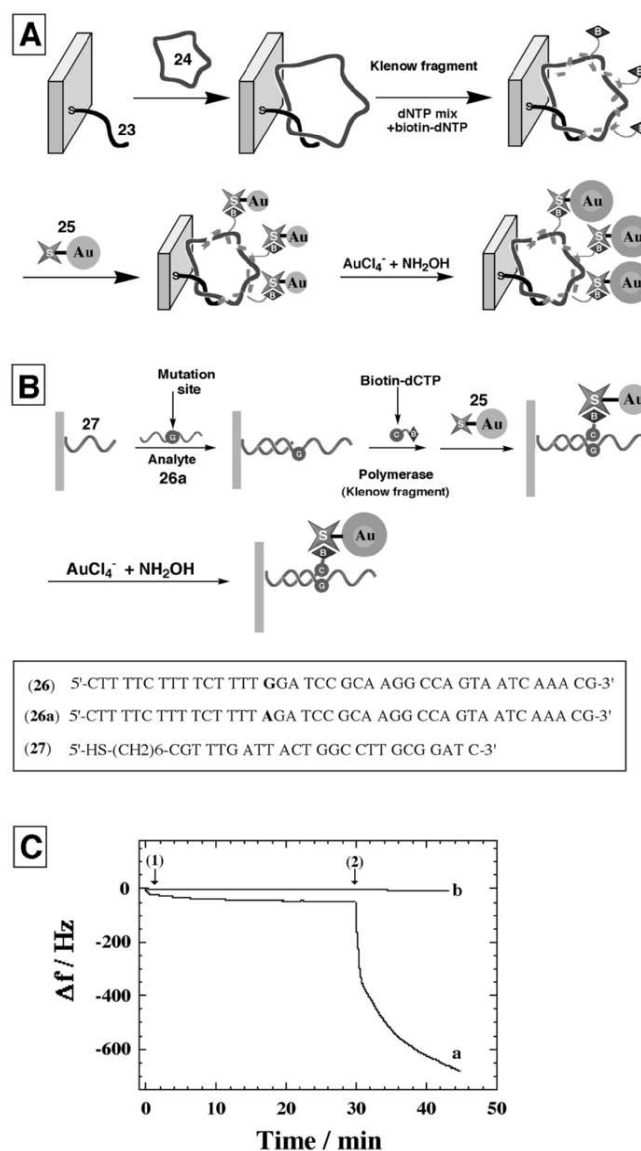 A
24
23
S
Klenow fragment
dNTP mix
+biotin-dNTP
S
S
B
B
B
25
S Au
S
S Au
B
S Au
B
S Au
B
AuCl4⁻ + NH2OH
S
S Au
B
S Au
B
S Au
B
B
Mutation
site
27
G
Analyte
26a
G
Biotin-dCTP
C B
Polymerase
(Klenow fragment)
25
S Au
S Au
B
C
G
AuCl4⁻ + NH2OH
S Au
B
C
G
(26) 5'-CTT TTC TTT TCT TTT GGA TCC GCA AGG CCA GTA ATC AAA CG-3'
(26a) 5'-CTT TTC TTT TCT TTT AGA TCC GCA AGG CCA GTA ATC AAA CG-3'
(27) 5'-HS-(CH2)6-CGT TTG ATT ACT GGC CTT GCG GAT C-3'
C
(1) (2)
0
-200
-400
-600
Δf / Hz
b
a
0 10 20 30 40 50
Time / min